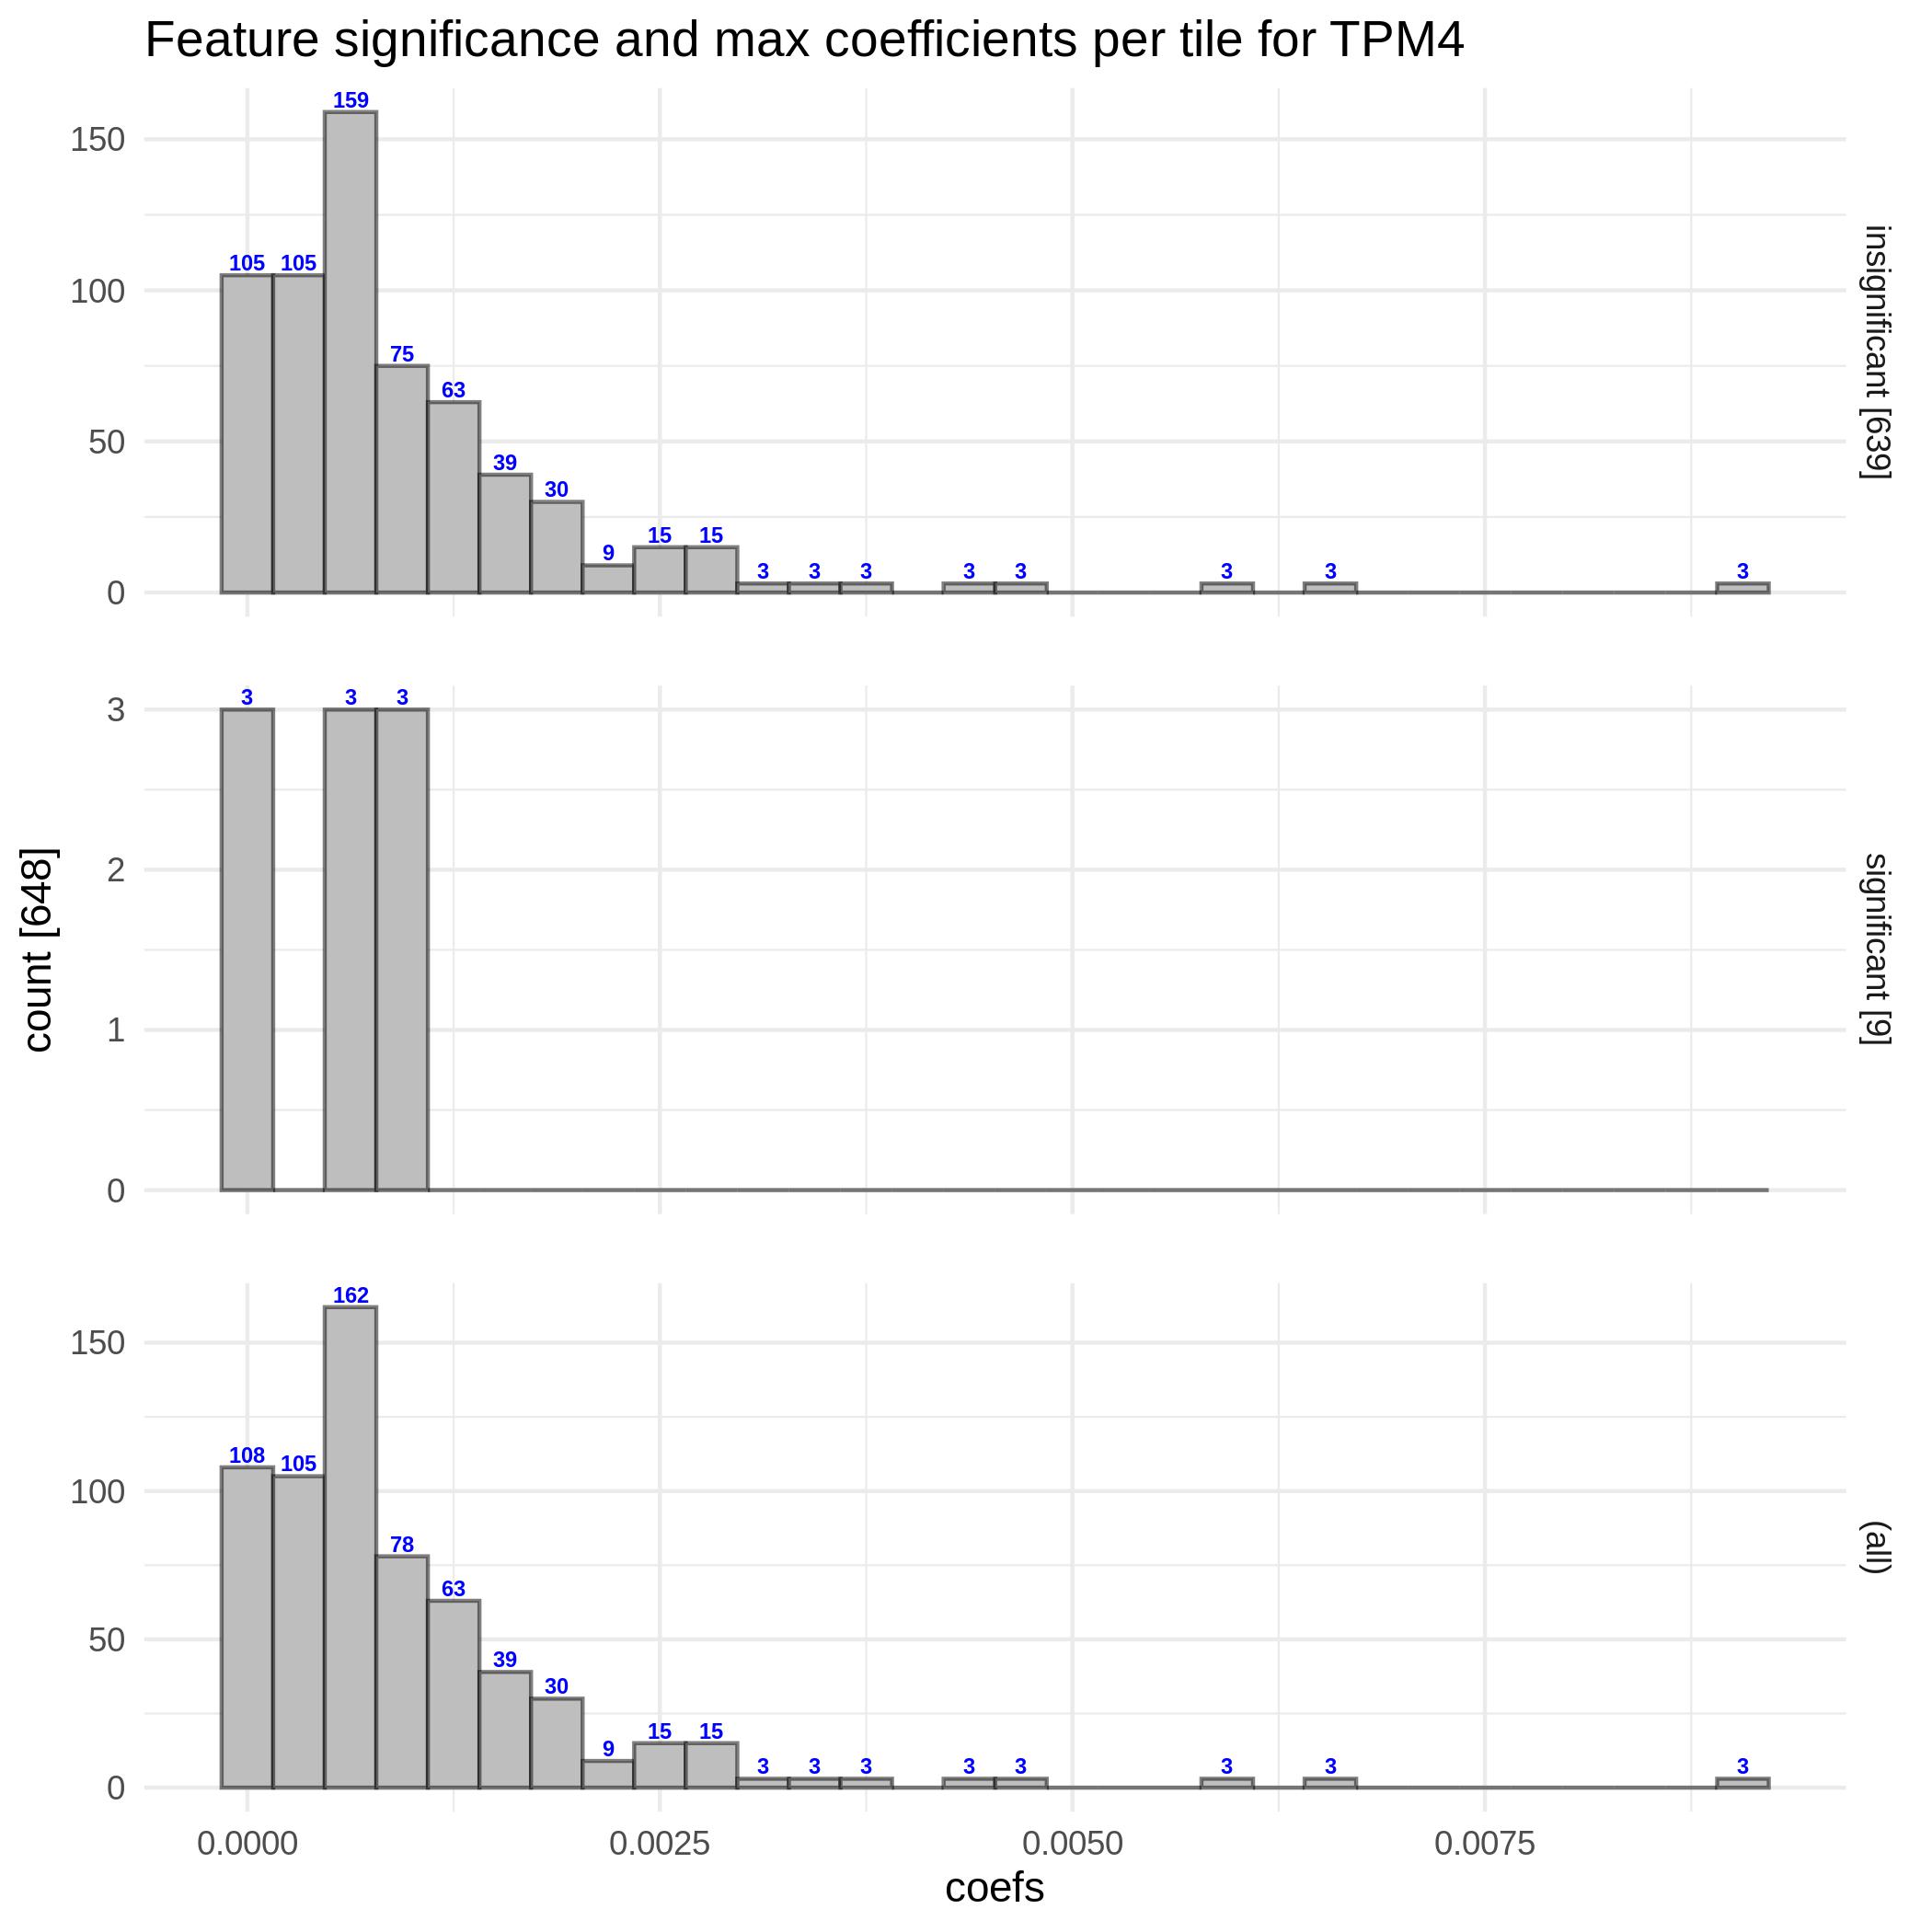 Feature significance and max coefficients per tile for TPM4
count [648]
150
100
50
0
105 105 159 75 63 39 30 9 15 15 3 3 3 3 3 3 3 3
insignificant [639]
3
2
1
0
3 3 3
significant [9]
150
100
50
0
108 105 162 78 63 39 30 9 15 15 3 3 3 3 3 3 3 3
(all)
0.0000 0.0025 0.0050 0.0075
coefs